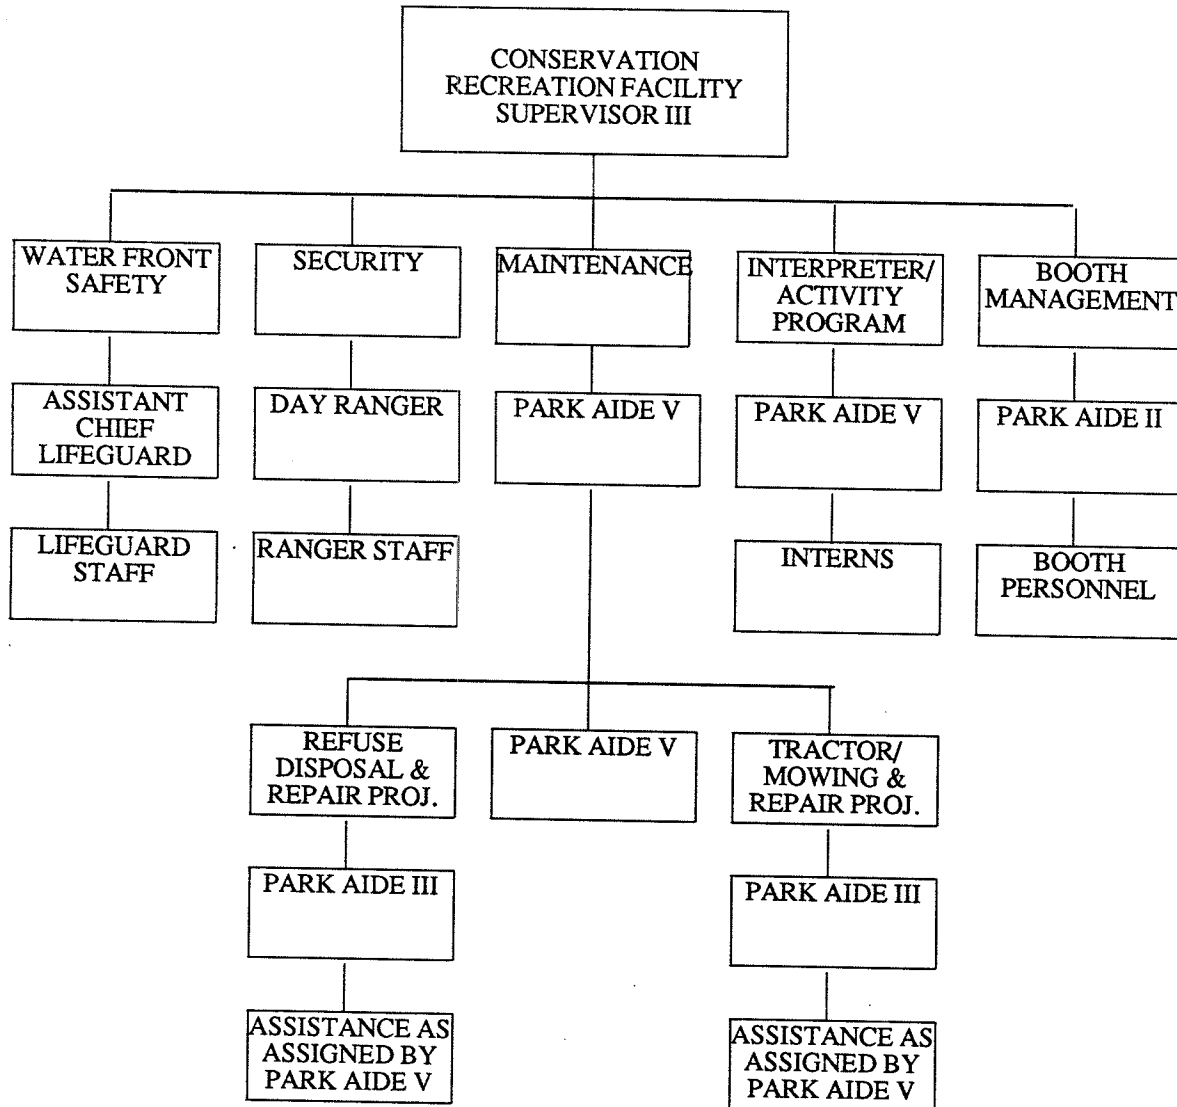 CONSERVATION
RECREATION FACILITY
SUPERVISOR III
WATER FRONT
SAFETY
SECURITY
MAINTENANCE
INTERPRETER/
ACTIVITY
PROGRAM
BOOTH
MANAGEMENT
ASSISTANT
CHIEF
LIFEGUARD
DAY RANGER
PARK AIDE V
PARK AIDE V
PARK AIDE II
LIFEGUARD
STAFF
RANGER STAFF
INTERNS
BOOTH
PERSONNEL
REFUSE
DISPOSAL &
REPAIR PROJ.
PARK AIDE V
TRACTOR/
MOWING &
REPAIR PROJ.
PARK AIDE III
PARK AIDE III
ASSISTANCE AS
ASSIGNED BY
PARK AIDE V
ASSISTANCE AS
ASSIGNED BY
PARK AIDE V